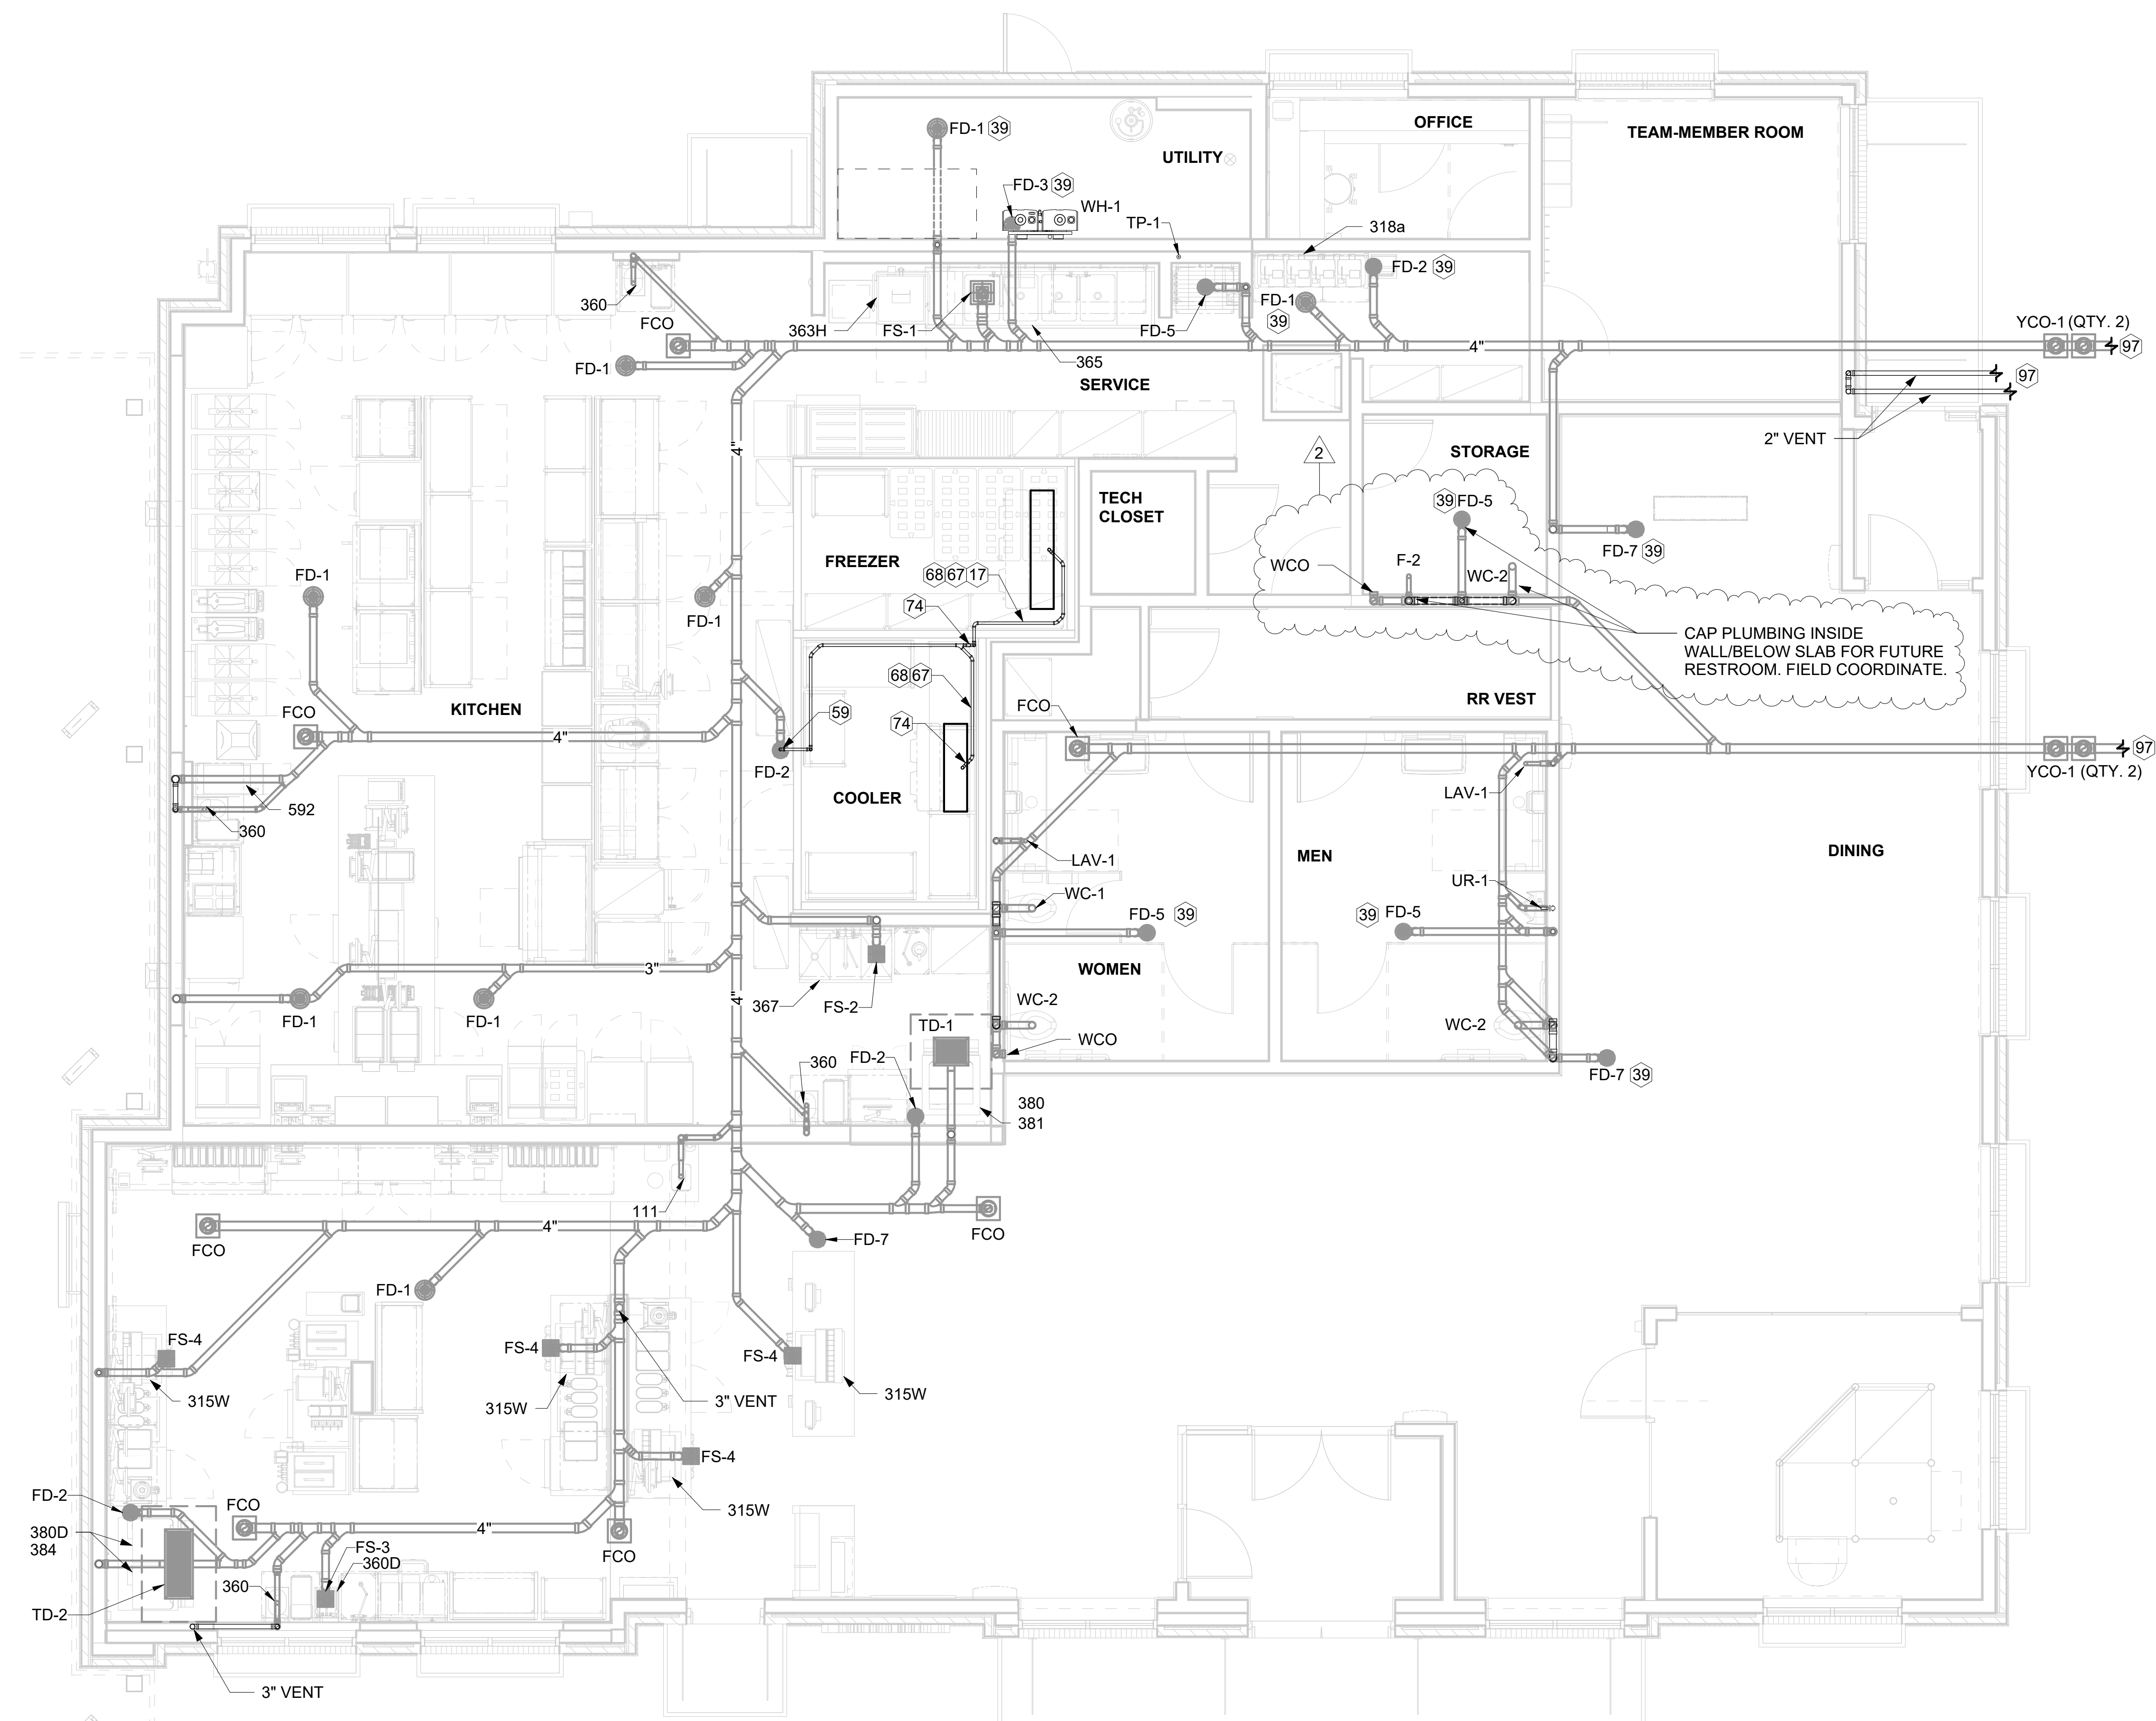 OFFICE
TEAM-MEMBER ROOM
FD-1 39
UTILITY
FD-3 39
WH-1
TP-1
318a
FD-2 39
360
FCO
363H
FS-1
FD-5
FD-1
39
YCO-1 (QTY. 2)
4"
97
FD-1
365
SERVICE
97
2" VENT
4"
2
STORAGE
TECH
CLOSET
39 FD-5
FREEZER
FD-7 39
WCO
F-2
WC-2
FD-1
68 67 17
74
FD-1
CAP PLUMBING INSIDE
WALL/BELOW SLAB FOR FUTURE
RESTROOM. FIELD COORDINATE.
68 67
RR VEST
KITCHEN
FCO
59
FCO
74
4"
97
FD-2
YCO-1 (QTY. 2)
COOLER
LAV-1
592
360
DINING
MEN
LAV-1
UR-1
WC-1
FD-5 39
39 FD-5
3"
WOMEN
4"
367
FS-2
WC-2
FD-1
FD-1
TD-1
WC-2
WCO
360
FD-2
FD-7 39
380
381
111
4"
FCO
FCO
FD-7
FD-1
FS-4
FS-4
FS-4
315W
315W
3" VENT
315W
FS-4
FD-2
FCO
315W
380D
384
4"
FCO
FS-3
360D
360
TD-2
3" VENT